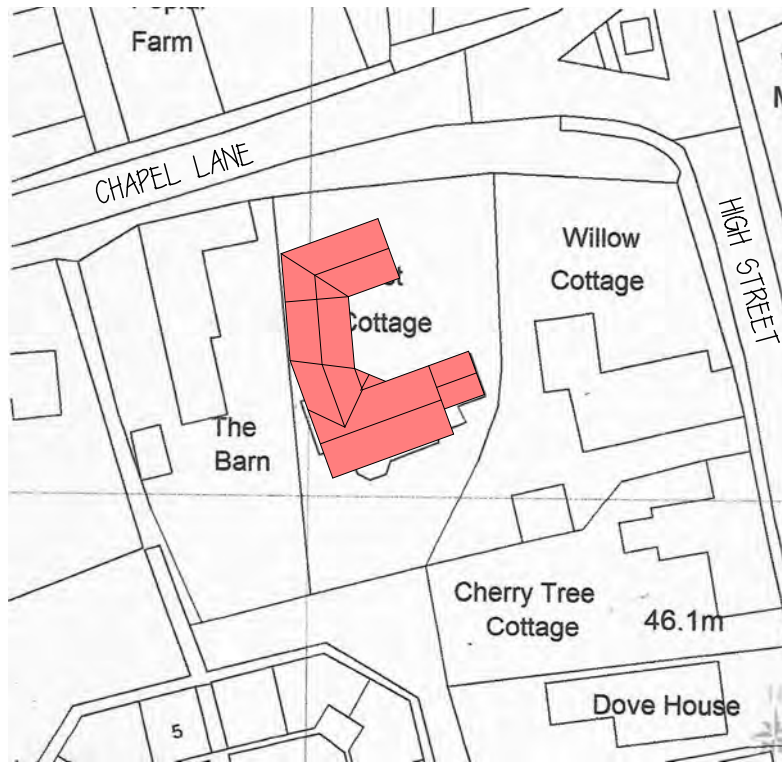 Farm
CHAPEL LANE
HIGH STREET
Willow
Cottage
Cottage
The
Barn
Cherry Tree
Cottage
46.1m
Dove House
5